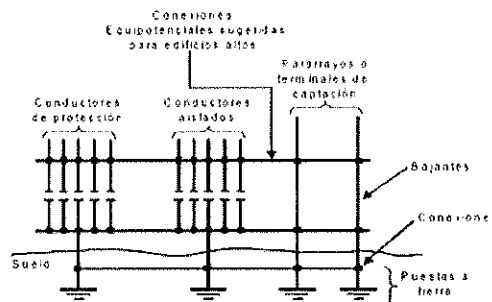 Conexiones
Equipotenciales sugeridas
para edificios altos
Pararrayos o
terminales de
captación
Conductores
de protección
Conductores
aislados
Bajantes
Conexione
Suelo
Puestas a
tierra